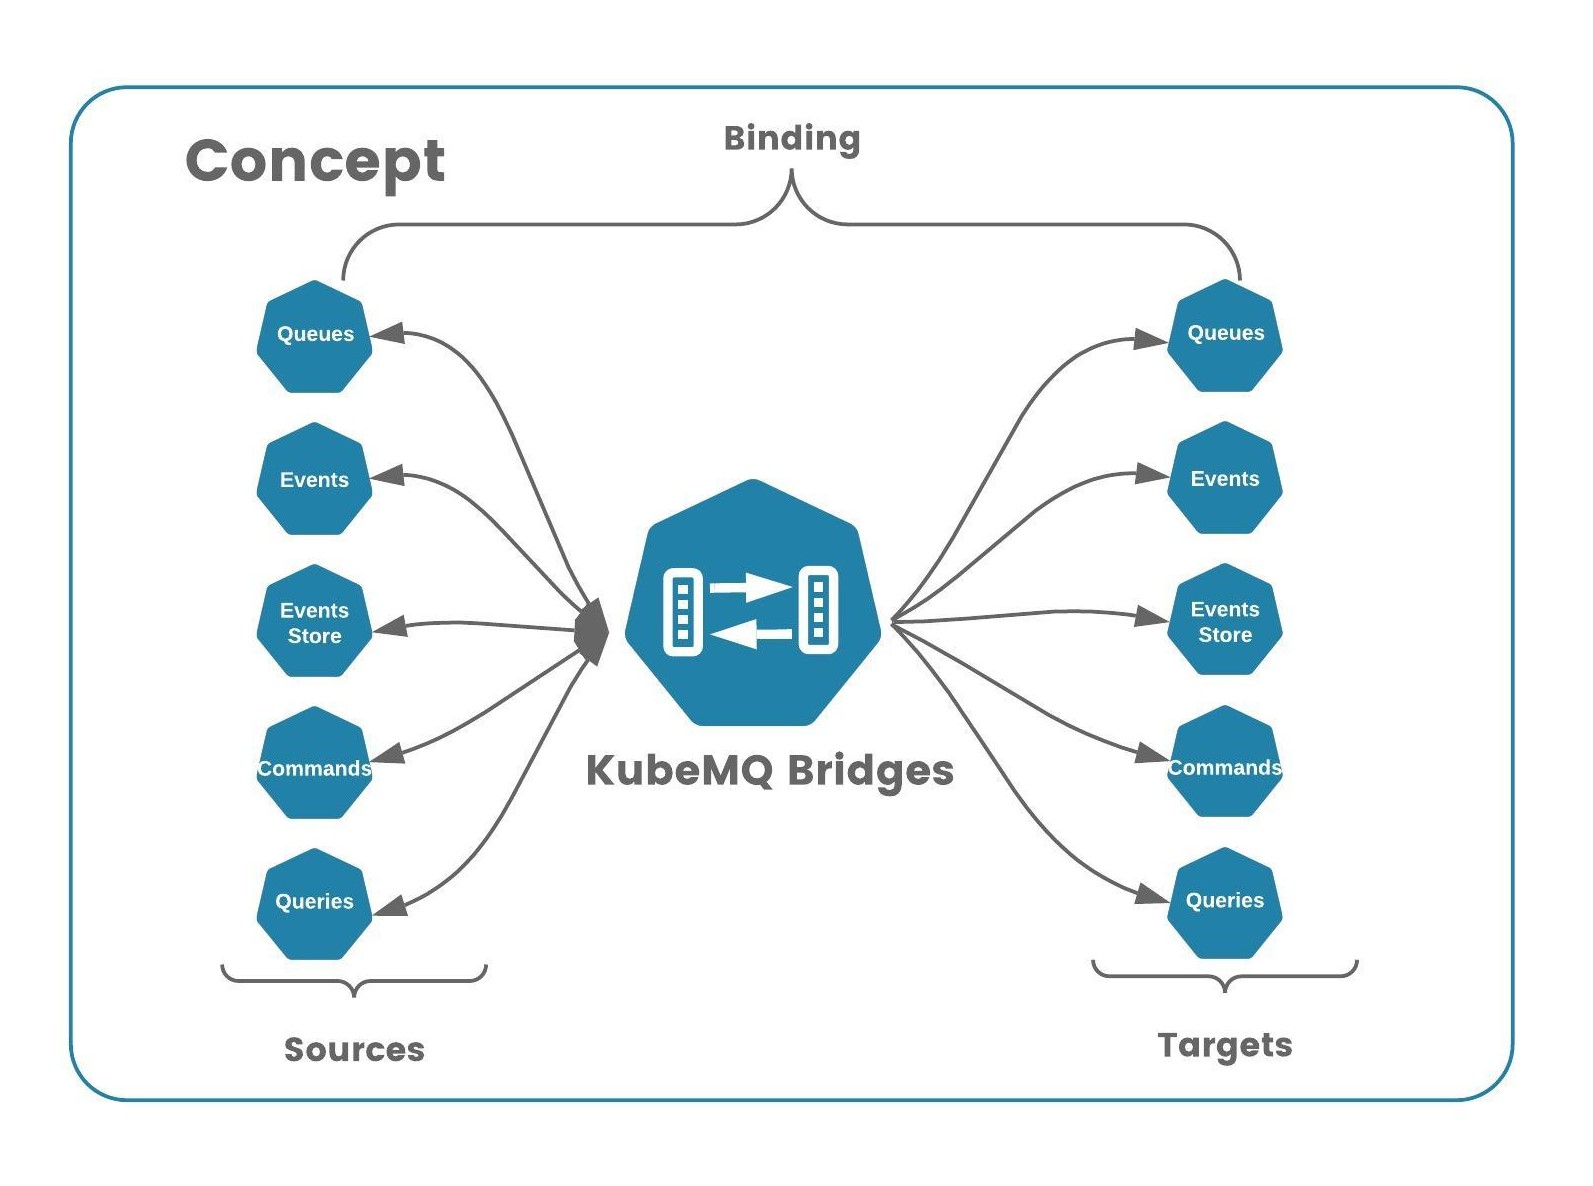 Concept
Binding
Queues
Events
Events
Store
Commands
Queries
Sources
KubeMQ Bridges
Queues
Events
Events
Store
Commands
Queries
Targets